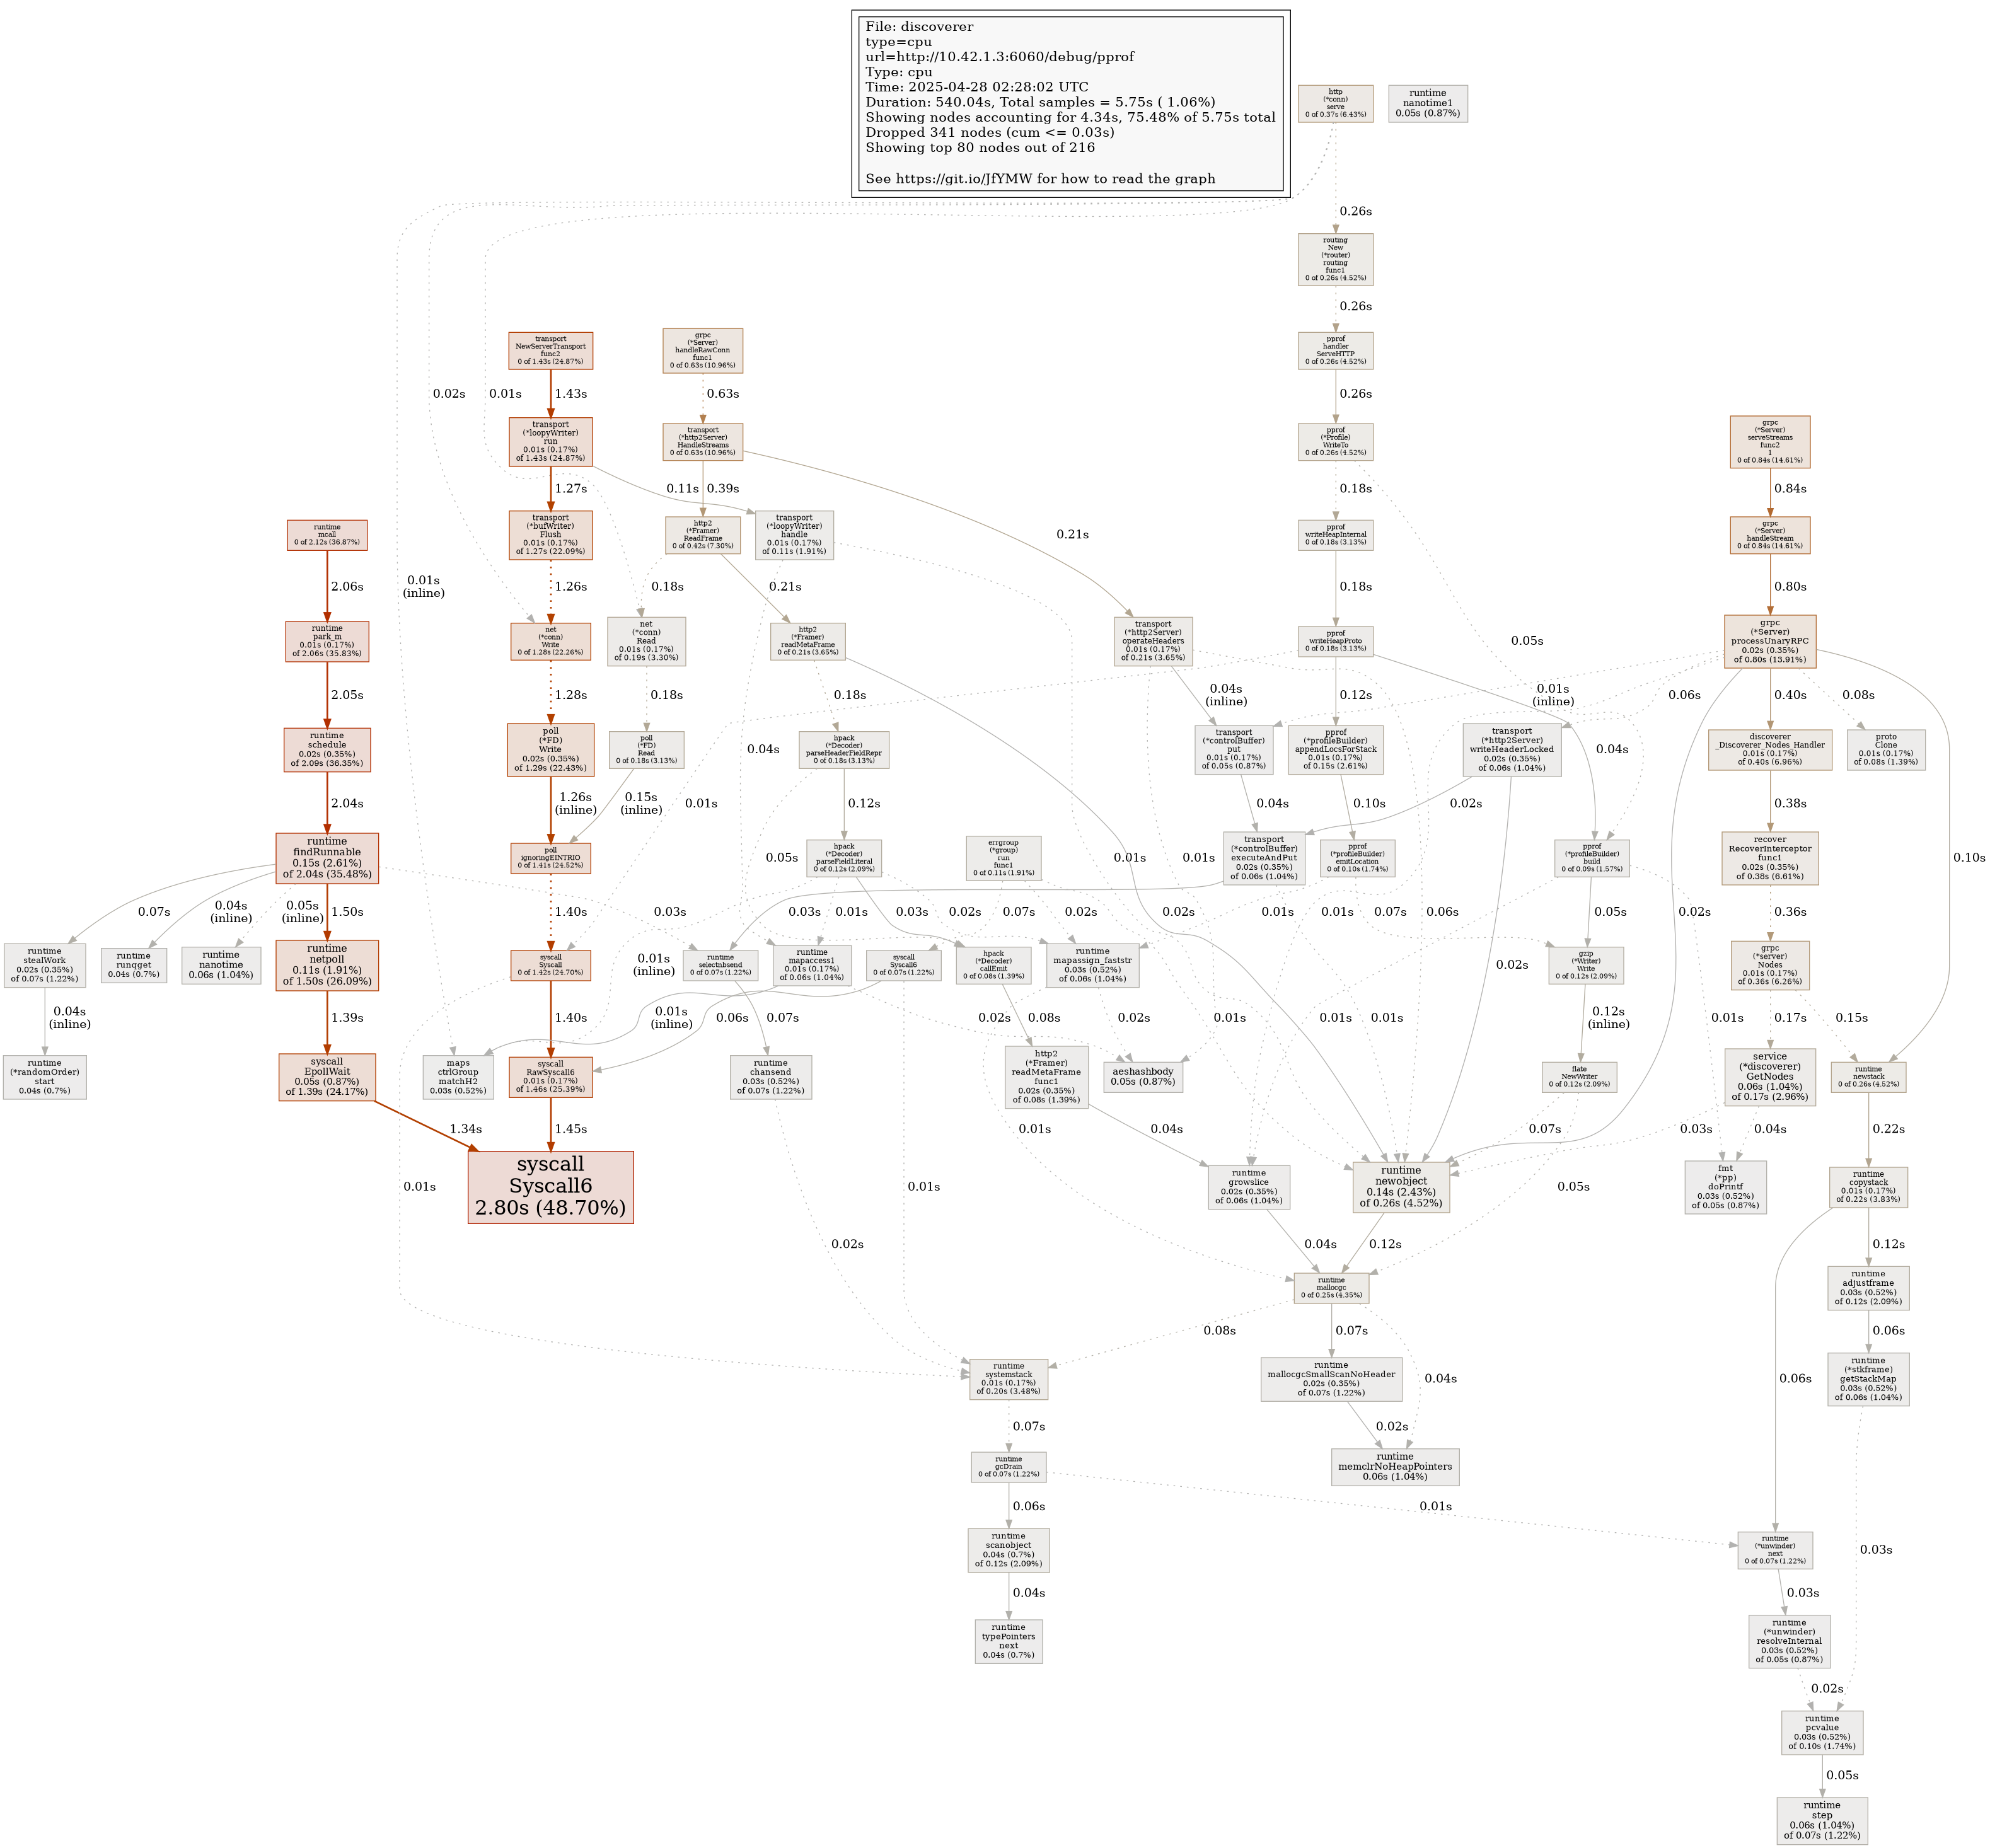 File: discoverer
type=cpu
url=http://10.42.1.3:6060/debug/pprof
Type: cpu
Time: 2025-04-28 02:28:02 UTC
Duration: 540.04s, Total samples = 5.75s ( 1.06%)
Showing nodes accounting for 4.34s, 75.48% of 5.75s total
Dropped 341 nodes (cum <= 0.03s)
Showing top 80 nodes out of 216
See https://git.io/JfYMW for how to read the graph
http
(*conn)
serve
0 of 0.37s (6.43%)
runtime
nanotime1
0.05s (0.87%)
0.26s
routing
New
(*router)
routing
func1
0 of 0.26s (4.52%)
0.26s
transport
NewServerTransport
func2
0 of 1.43s (24.87%)
grpc
(*Server)
handleRawConn
func1
0 of 0.63s (10.96%)
pprof
handler
ServeHTTP
0 of 0.26s (4.52%)
0.02s
0.01s
1.43s
0.63s
0.26s
transport
(*loopyWriter)
run
0.01s (0.17%)
of 1.43s (24.87%)
transport
(*http2Server)
HandleStreams
0 of 0.63s (10.96%)
pprof
(*Profile)
WriteTo
0 of 0.26s (4.52%)
grpc
(*Server)
serveStreams
func2
1
0 of 0.84s (14.61%)
1.27s
0.11s
0.39s
0.18s
0.84s
runtime
mcall
0 of 2.12s (36.87%)
transport
(*bufWriter)
Flush
0.01s (0.17%)
of 1.27s (22.09%)
http2
(*Framer)
ReadFrame
0 of 0.42s (7.30%)
transport
(*loopyWriter)
handle
0.01s (0.17%)
of 0.11s (1.91%)
0.21s
pprof
writeHeapInternal
0 of 0.18s (3.13%)
grpc
(*Server)
handleStream
0 of 0.84s (14.61%)
2.06s
0.01s
(inline)
1.26s
0.18s
0.21s
0.18s
0.80s
runtime
park_m
0.01s (0.17%)
of 2.06s (35.83%)
net
(*conn)
Write
0 of 1.28s (22.26%)
net
(*conn)
Read
0.01s (0.17%)
of 0.19s (3.30%)
http2
(*Framer)
readMetaFrame
0 of 0.21s (3.65%)
transport
(*http2Server)
operateHeaders
0.01s (0.17%)
of 0.21s (3.65%)
pprof
writeHeapProto
0 of 0.18s (3.13%)
0.05s
grpc
(*Server)
processUnaryRPC
0.02s (0.35%)
of 0.80s (13.91%)
2.05s
1.28s
0.18s
0.18s
0.04s
(inline)
0.12s
0.01s
(inline)
0.06s
0.40s
0.08s
runtime
schedule
0.02s (0.35%)
of 2.09s (36.35%)
poll
(*FD)
Write
0.02s (0.35%)
of 1.29s (22.43%)
poll
(*FD)
Read
0 of 0.18s (3.13%)
0.04s
hpack
(*Decoder)
parseHeaderFieldRepr
0 of 0.18s (3.13%)
transport
(*controlBuffer)
put
0.01s (0.17%)
of 0.05s (0.87%)
pprof
(*profileBuilder)
appendLocsForStack
0.01s (0.17%)
of 0.15s (2.61%)
transport
(*http2Server)
writeHeaderLocked
0.02s (0.35%)
of 0.06s (1.04%)
0.04s
discoverer
_Discoverer_Nodes_Handler
0.01s (0.17%)
of 0.40s (6.96%)
proto
Clone
0.01s (0.17%)
of 0.08s (1.39%)
2.04s
1.26s
(inline)
0.15s
(inline)
0.01s
0.12s
0.04s
0.10s
0.02s
0.38s
runtime
findRunnable
0.15s (2.61%)
of 2.04s (35.48%)
poll
ignoringEINTRIO
0 of 1.41s (24.52%)
0.05s
hpack
(*Decoder)
parseFieldLiteral
0 of 0.12s (2.09%)
errgroup
(*group)
run
func1
0 of 0.11s (1.91%)
0.01s
0.01s
transport
(*controlBuffer)
executeAndPut
0.02s (0.35%)
of 0.06s (1.04%)
pprof
(*profileBuilder)
emitLocation
0 of 0.10s (1.74%)
pprof
(*profileBuilder)
build
0 of 0.09s (1.57%)
recover
RecoverInterceptor
func1
0.02s (0.35%)
of 0.38s (6.61%)
0.10s
0.07s
0.04s
(inline)
0.05s
(inline)
1.50s
1.40s
0.03s
0.03s
0.01s
0.03s
0.02s
0.07s
0.02s
0.02s
0.01s
0.01s
0.07s
0.06s
0.05s
0.02s
0.36s
runtime
stealWork
0.02s (0.35%)
of 0.07s (1.22%)
runtime
runqget
0.04s (0.7%)
runtime
nanotime
0.06s (1.04%)
runtime
netpoll
0.11s (1.91%)
of 1.50s (26.09%)
syscall
Syscall
0 of 1.42s (24.70%)
0.01s
(inline)
runtime
selectnbsend
0 of 0.07s (1.22%)
runtime
mapaccess1
0.01s (0.17%)
of 0.06s (1.04%)
syscall
Syscall6
0 of 0.07s (1.22%)
hpack
(*Decoder)
callEmit
0 of 0.08s (1.39%)
runtime
mapassign_faststr
0.03s (0.52%)
of 0.06s (1.04%)
0.02s
gzip
(*Writer)
Write
0 of 0.12s (2.09%)
grpc
(*server)
Nodes
0.01s (0.17%)
of 0.36s (6.26%)
0.04s
(inline)
1.39s
1.40s
0.01s
(inline)
0.06s
0.07s
0.02s
0.08s
0.02s
0.01s
0.01s
0.01s
0.12s
(inline)
0.01s
0.17s
0.15s
runtime
(*randomOrder)
start
0.04s (0.7%)
syscall
EpollWait
0.05s (0.87%)
of 1.39s (24.17%)
maps
ctrlGroup
matchH2
0.03s (0.52%)
syscall
RawSyscall6
0.01s (0.17%)
of 1.46s (25.39%)
runtime
chansend
0.03s (0.52%)
of 0.07s (1.22%)
http2
(*Framer)
readMetaFrame
func1
0.02s (0.35%)
of 0.08s (1.39%)
aeshashbody
0.05s (0.87%)
flate
NewWriter
0 of 0.12s (2.09%)
service
(*discoverer)
GetNodes
0.06s (1.04%)
of 0.17s (2.96%)
runtime
newstack
0 of 0.26s (4.52%)
1.34s
1.45s
0.01s
0.04s
0.07s
0.03s
0.04s
0.22s
0.01s
syscall
Syscall6
2.80s (48.70%)
0.01s
runtime
growslice
0.02s (0.35%)
of 0.06s (1.04%)
runtime
newobject
0.14s (2.43%)
of 0.26s (4.52%)
0.05s
fmt
(*pp)
doPrintf
0.03s (0.52%)
of 0.05s (0.87%)
runtime
copystack
0.01s (0.17%)
of 0.22s (3.83%)
0.02s
0.04s
0.12s
0.12s
runtime
mallocgc
0 of 0.25s (4.35%)
runtime
adjustframe
0.03s (0.52%)
of 0.12s (2.09%)
0.08s
0.07s
0.06s
runtime
systemstack
0.01s (0.17%)
of 0.20s (3.48%)
runtime
mallocgcSmallScanNoHeader
0.02s (0.35%)
of 0.07s (1.22%)
0.04s
0.06s
runtime
(*stkframe)
getStackMap
0.03s (0.52%)
of 0.06s (1.04%)
0.07s
0.02s
runtime
gcDrain
0 of 0.07s (1.22%)
runtime
memclrNoHeapPointers
0.06s (1.04%)
0.06s
0.01s
runtime
scanobject
0.04s (0.7%)
of 0.12s (2.09%)
runtime
(*unwinder)
next
0 of 0.07s (1.22%)
0.03s
0.04s
0.03s
runtime
typePointers
next
0.04s (0.7%)
runtime
(*unwinder)
resolveInternal
0.03s (0.52%)
of 0.05s (0.87%)
0.02s
runtime
pcvalue
0.03s (0.52%)
of 0.10s (1.74%)
0.05s
runtime
step
0.06s (1.04%)
of 0.07s (1.22%)